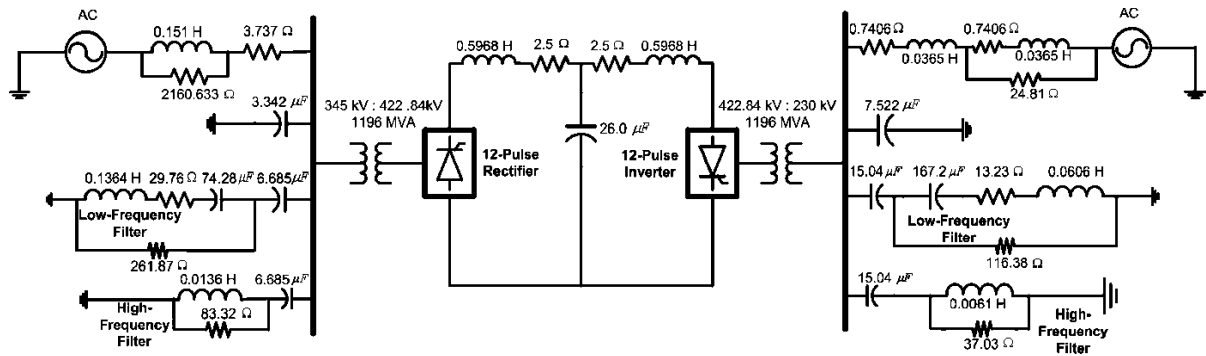 AC
0.151 H
3.737 Ω
2160.633 Ω
3.342 μF
0.1364 H
29.76 Ω
74.28 μF
6.685 μF
Low-Frequency
Filter
261.87 Ω
0.0136 H
6.685 μF
High-
Frequency
Filter
83.32 Ω
345 kV : 422 .84kV
1196 MVA
12-Pulse
Rectifier
0.5968 H
2.5 Ω
2.5 Ω
0.5968 H
26.0 μF
12-Pulse
Inverter
422.84 kV : 230 kV
1196 MVA
0.7406 Ω
0.0365 H
0.7406 Ω
0.0365 H
24.81 Ω
AC
7.522 μF
15.04 μF
167.2 μF
13.23 Ω
0.0606 H
Low-Frequency
Filter
116.38 Ω
15.04 μF
0.0061 H
37.03 Ω
High-
Frequency
Filter